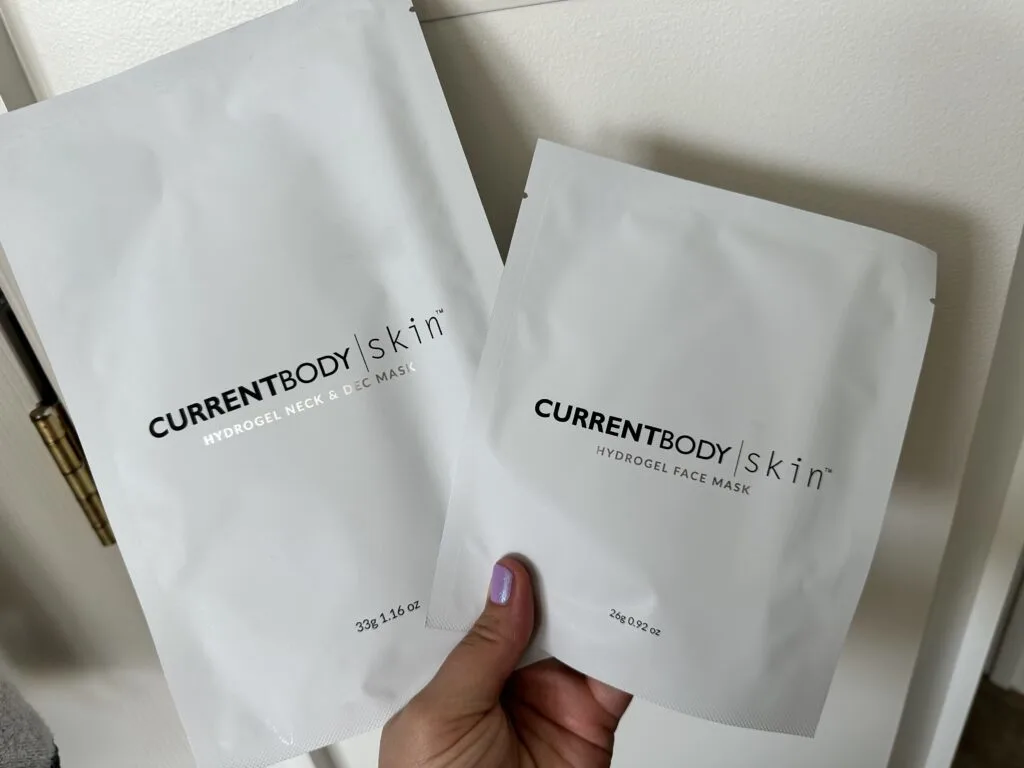 CURRENTBODY|skin™
HYDROGEL NECK & DEC MASK
33g 1.16 oz
CURRENTBODY|skin™
HYDROGEL FACE MASK
26g 0.92 oz